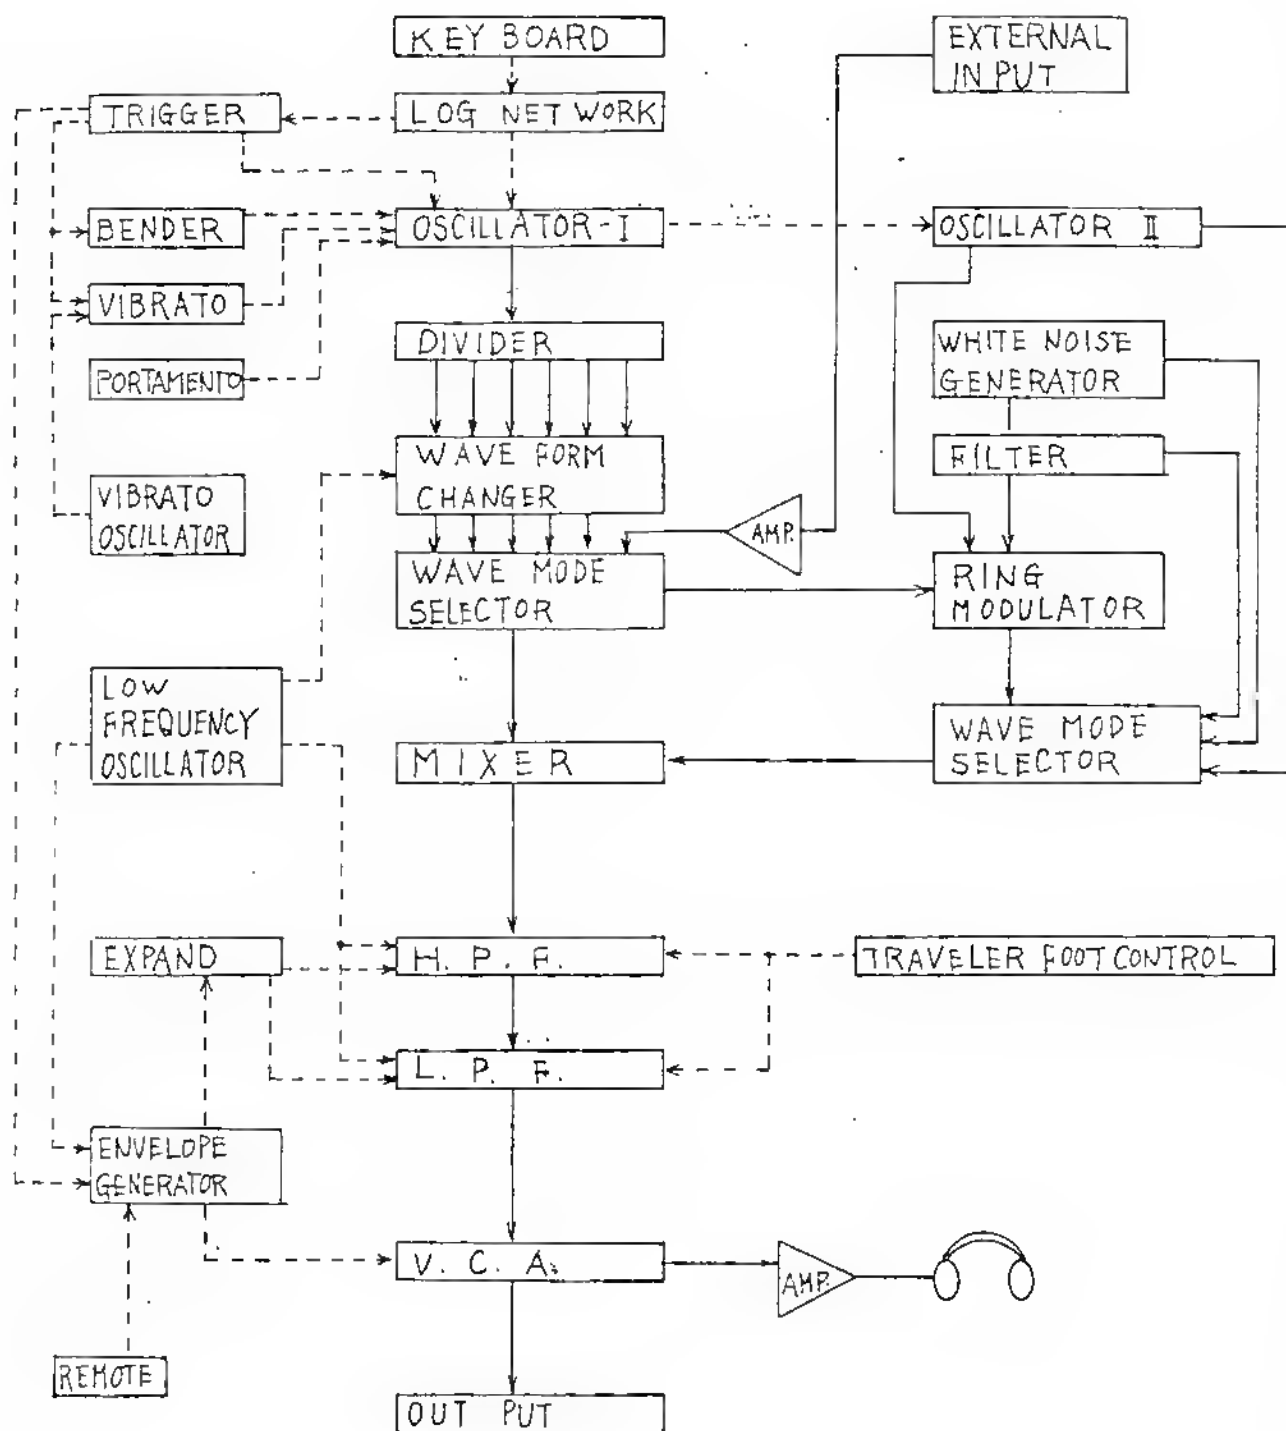 KEY BOARD
EXTERNAL
IN PUT
TRIGGER
LOG NET WORK
BENDER
OSCILLATOR-I
OSCILLATOR II
VIBRATO
DIVIDER
WHITE NOISE
GENERATOR
PORTAMENTO
WAVE FORM
CHANGER
FILTER
VIBRATO
OSCILLATOR
AMP.
WAVE MODE
SELECTOR
RING
MODULATOR
LOW
FREQUENCY
OSCILLATOR
MIXER
WAVE MODE
SELECTOR
EXPAND
H. P. F.
TRAVELER FOOT CONTROL
L. P. F.
ENVELOPE
GENERATOR
V. C. A.
AMP.
REMOTE
OUT PUT